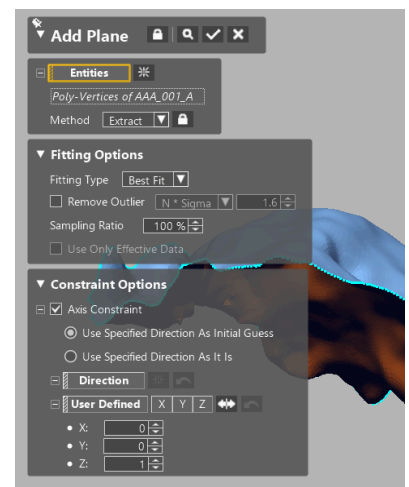 Add Plane
Entities
Poly-Vertices of AAA_001_A
Method Extract
Fitting Options
Fitting Type Best Fit
Remove Outlier N * Sigma 1.6
Sampling Ratio 100 %
Use Only Effective Data
Constraint Options
Axis Constraint
Use Specified Direction As Initial Guess
Use Specified Direction As It Is
Direction
User Defined X Y Z
• X: 0
• Y: 0
• Z: 1